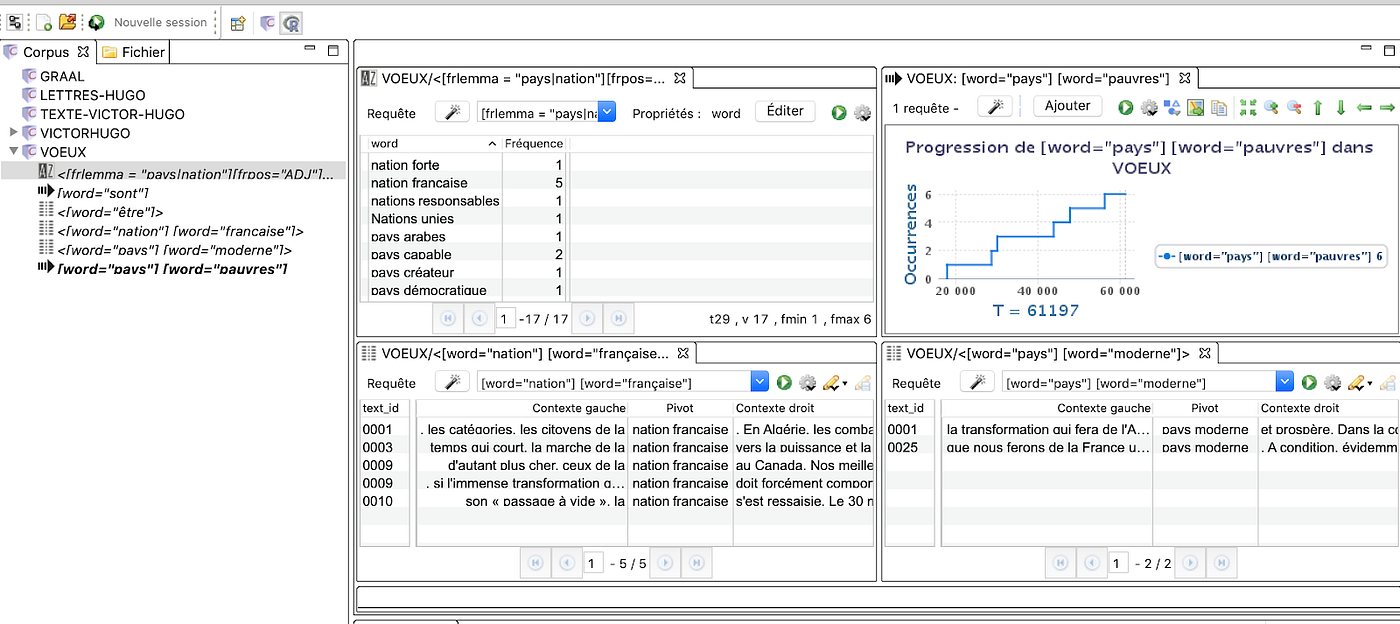 Nouvelle session
Corpus
Fichier
GRAAL
LETTRES-HUGO
TEXTE-VICTOR-HUGO
VICTORHUGO
VOEUX
<[frlemma = "pays|nation"][frpos="ADJ"]...
[word="sont"]
<[word="être"]>
<[word="nation"] [word="française"]>
<[word="pays"] [word="moderne"]>
[word="pays"] [word="pauvres"]
VOEUX/<[frlemma = "pays|nation"][frpos=...
Requête
[frlemma = "pays|na
Propriétés : word
Éditer
word Fréquence
nation forte 1
nation française 5
nations responsables 1
Nations unies 1
pays arabes 1
pays capable 2
pays créateur 1
pays démocratique 1
1 -17 / 17
t29 , v 17 , fmin 1 , fmax 6
VOEUX: [word="pays"] [word="pauvres"]
1 requête -
Ajouter
Progression de [word="pays"] [word="pauvres"] dans
VOEUX
Occurrences
6
4
2
0
20 000 40 000 60 000
T = 61197
[word="pays"] [word="pauvres"] 6
VOEUX/<[word="nation"] [word="française...
Requête
[word="nation"] [word="française"]
text_id Contexte gauche Pivot Contexte droit
0001 . les catégories, les citoyens de la nation française . En Algérie, les comba
0003 temps qui court, la marche de la nation française vers la puissance et la
0009 d'autant plus cher, ceux de la nation française au Canada. Nos meille
0009 . si l'immense transformation q... nation française doit forcément compor
0010 son « passage à vide », la nation française s'est ressaisie. Le 30 n
1 - 5 / 5
VOEUX/<[word="pays"] [word="moderne"]>
Requête
[word="pays"] [word="moderne"]
text_id Contexte gauche Pivot Contexte droit
0001 la transformation qui fera de l'A... pays moderne et prospère. Dans la co
0025 que nous ferons de la France u... pays moderne . A condition, évidemm
1 - 2 / 2